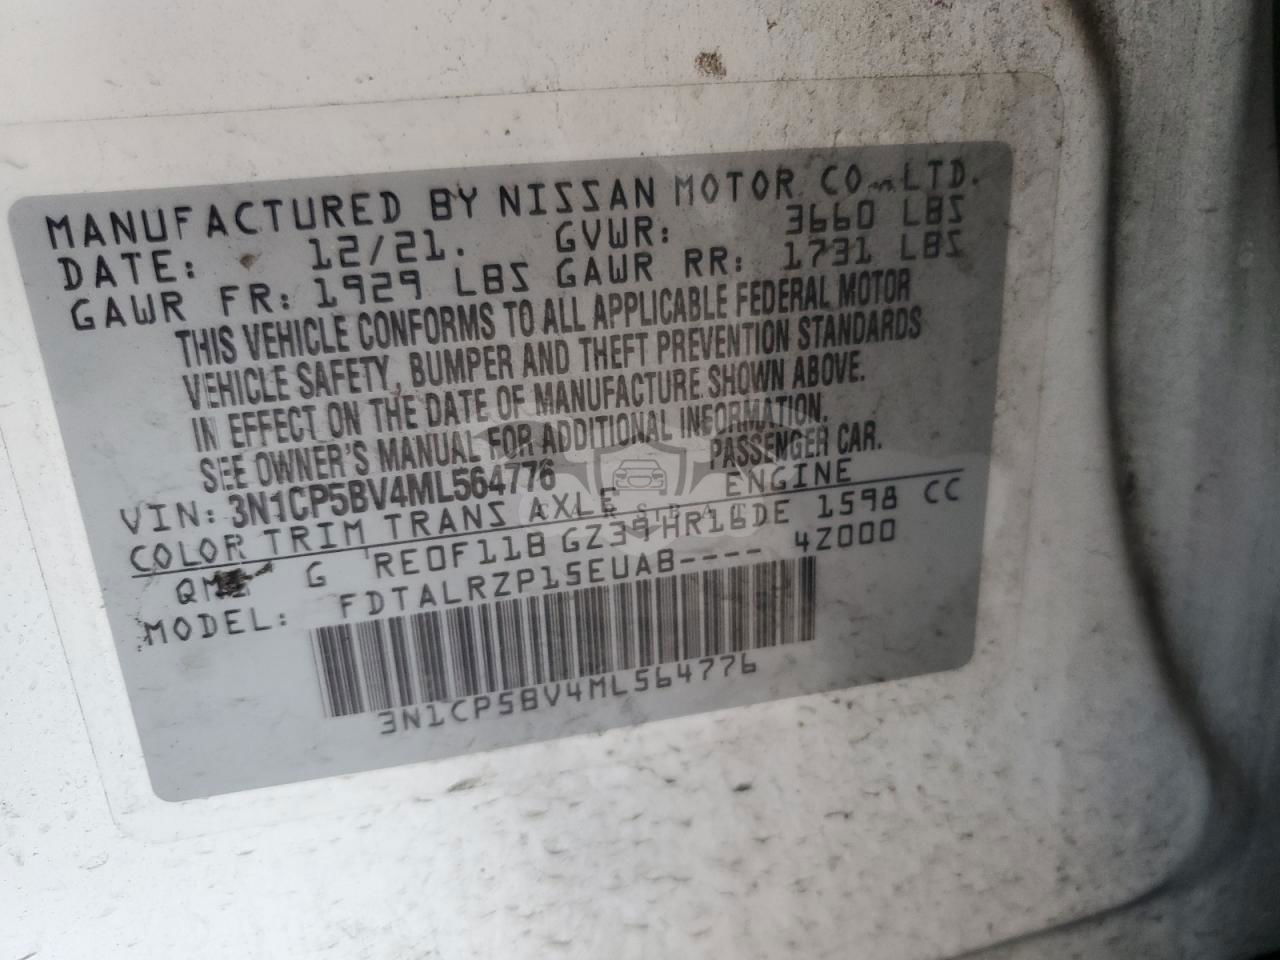 MANUFACTURED BY NISSAN MOTOR CO., LTD.
DATE: 12/21. GVWR: 3660 LBS
GAWR FR: 1929 LBS GAWR RR: 1731 LBS
THIS VEHICLE CONFORMS TO ALL APPLICABLE FEDERAL MOTOR
VEHICLE SAFETY, BUMPER AND THEFT PREVENTION STANDARDS
IN EFFECT ON THE DATE OF MANUFACTURE SHOWN ABOVE.
SEE OWNER'S MANUAL FOR ADDITIONAL INFORMATION.
VIN: 3N1CP5BV4ML564776 PASSENGER CAR.
COLOR TRIM TRANS AXLE ENGINE
G RE0F11B GZ39 HR16DE 1598 CC
MODEL: FDTALRZP15EUAB---- 4Z000
3N1CP5BV4ML564776